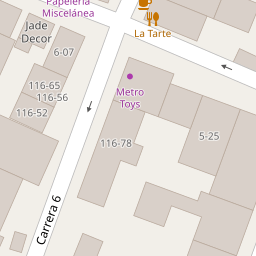 Papelería
Miscelánea
Jade
Decor
La Tarte
6-07
116-65
116-56
116-52
Metro
Toys
5-25
116-78
Carrera 6